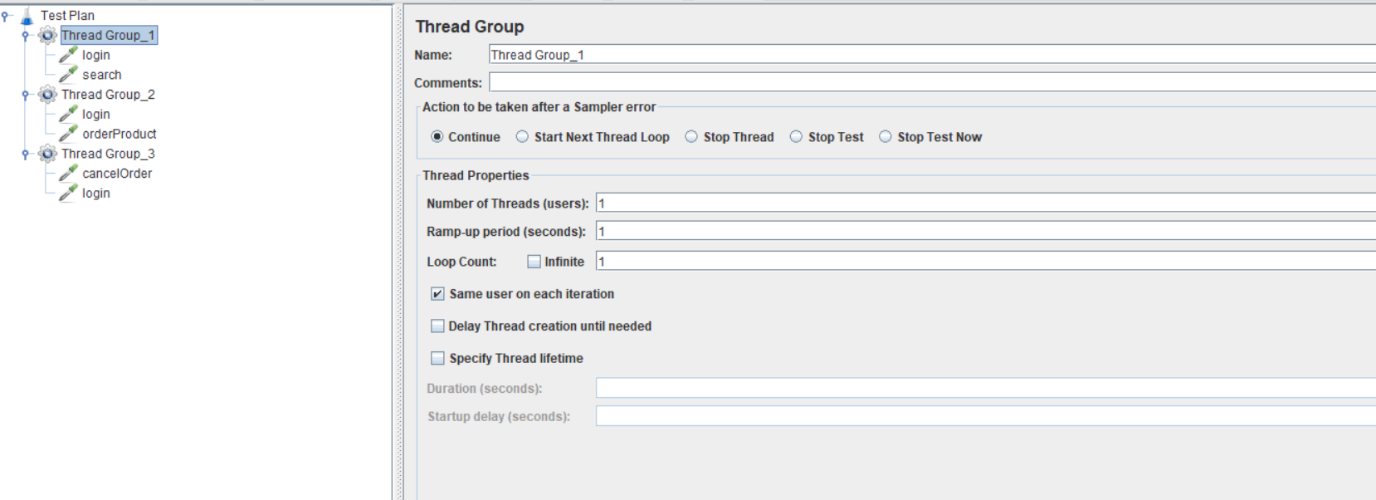 Test Plan
Thread Group_1
login
search
Thread Group_2
login
orderProduct
Thread Group_3
cancelOrder
login
Thread Group
Name: Thread Group_1
Comments:
Action to be taken after a Sampler error
Continue Start Next Thread Loop Stop Thread Stop Test Stop Test Now
Thread Properties
Number of Threads (users): 1
Ramp-up period (seconds): 1
Loop Count: Infinite 1
Same user on each iteration
Delay Thread creation until needed
Specify Thread lifetime
Duration (seconds):
Startup delay (seconds):